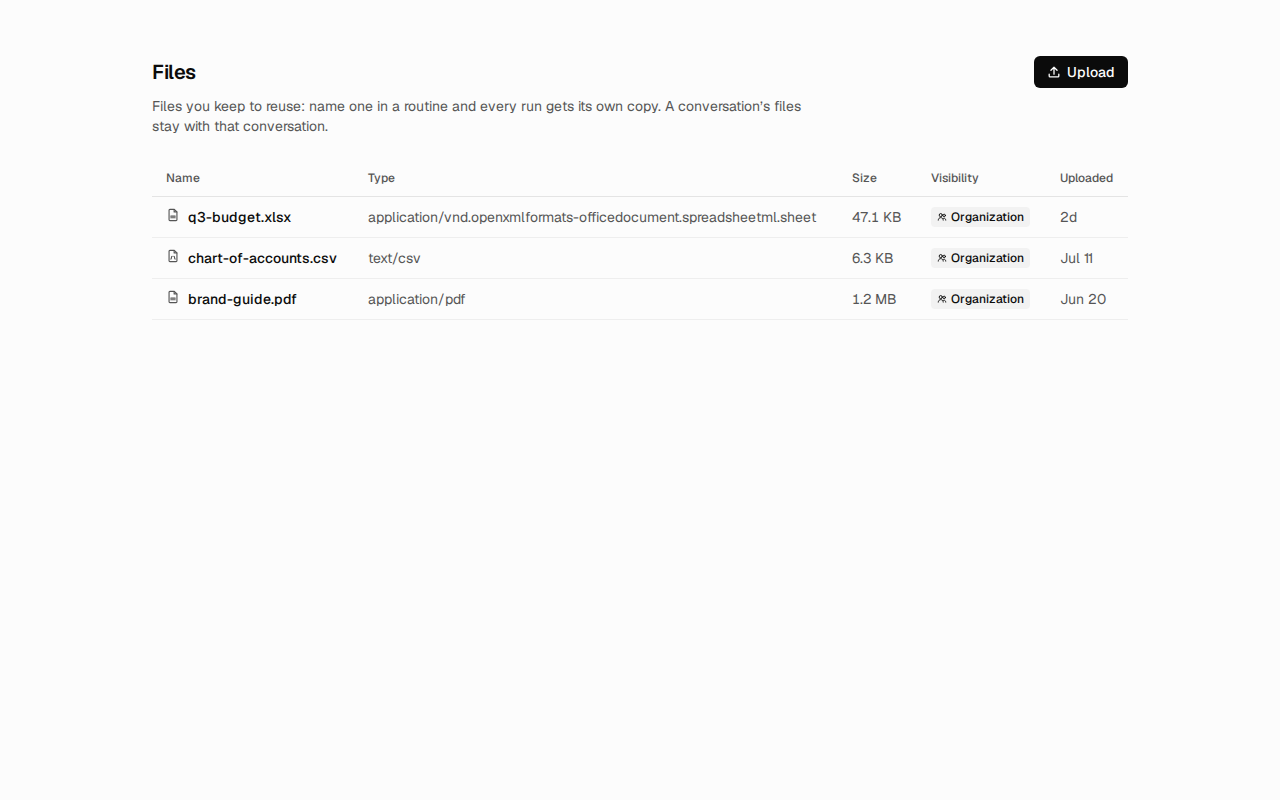 Files
Upload
Files you keep to reuse: name one in a routine and every run gets its own copy. A conversation's files
stay with that conversation.
Name Type Size Visibility Uploaded
q3-budget.xlsx application/vnd.openxmlformats-officedocument.spreadsheetml.sheet 47.1 KB Organization 2d
chart-of-accounts.csv text/csv 6.3 KB Organization Jul 11
brand-guide.pdf application/pdf 1.2 MB Organization Jun 20